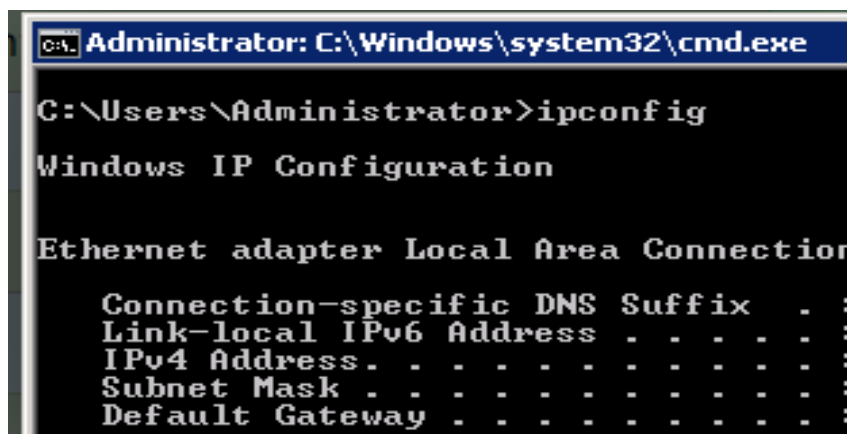 Administrator: C:\Windows\system32\cmd.exe
C:\Users\Administrator>ipconfig
Windows IP Configuration
Ethernet adapter Local Area Connection
Connection-specific DNS Suffix . :
Link-local IPv6 Address . . . . . :
IPv4 Address. . . . . . . . . . . :
Subnet Mask . . . . . . . . . . . :
Default Gateway . . . . . . . . . :